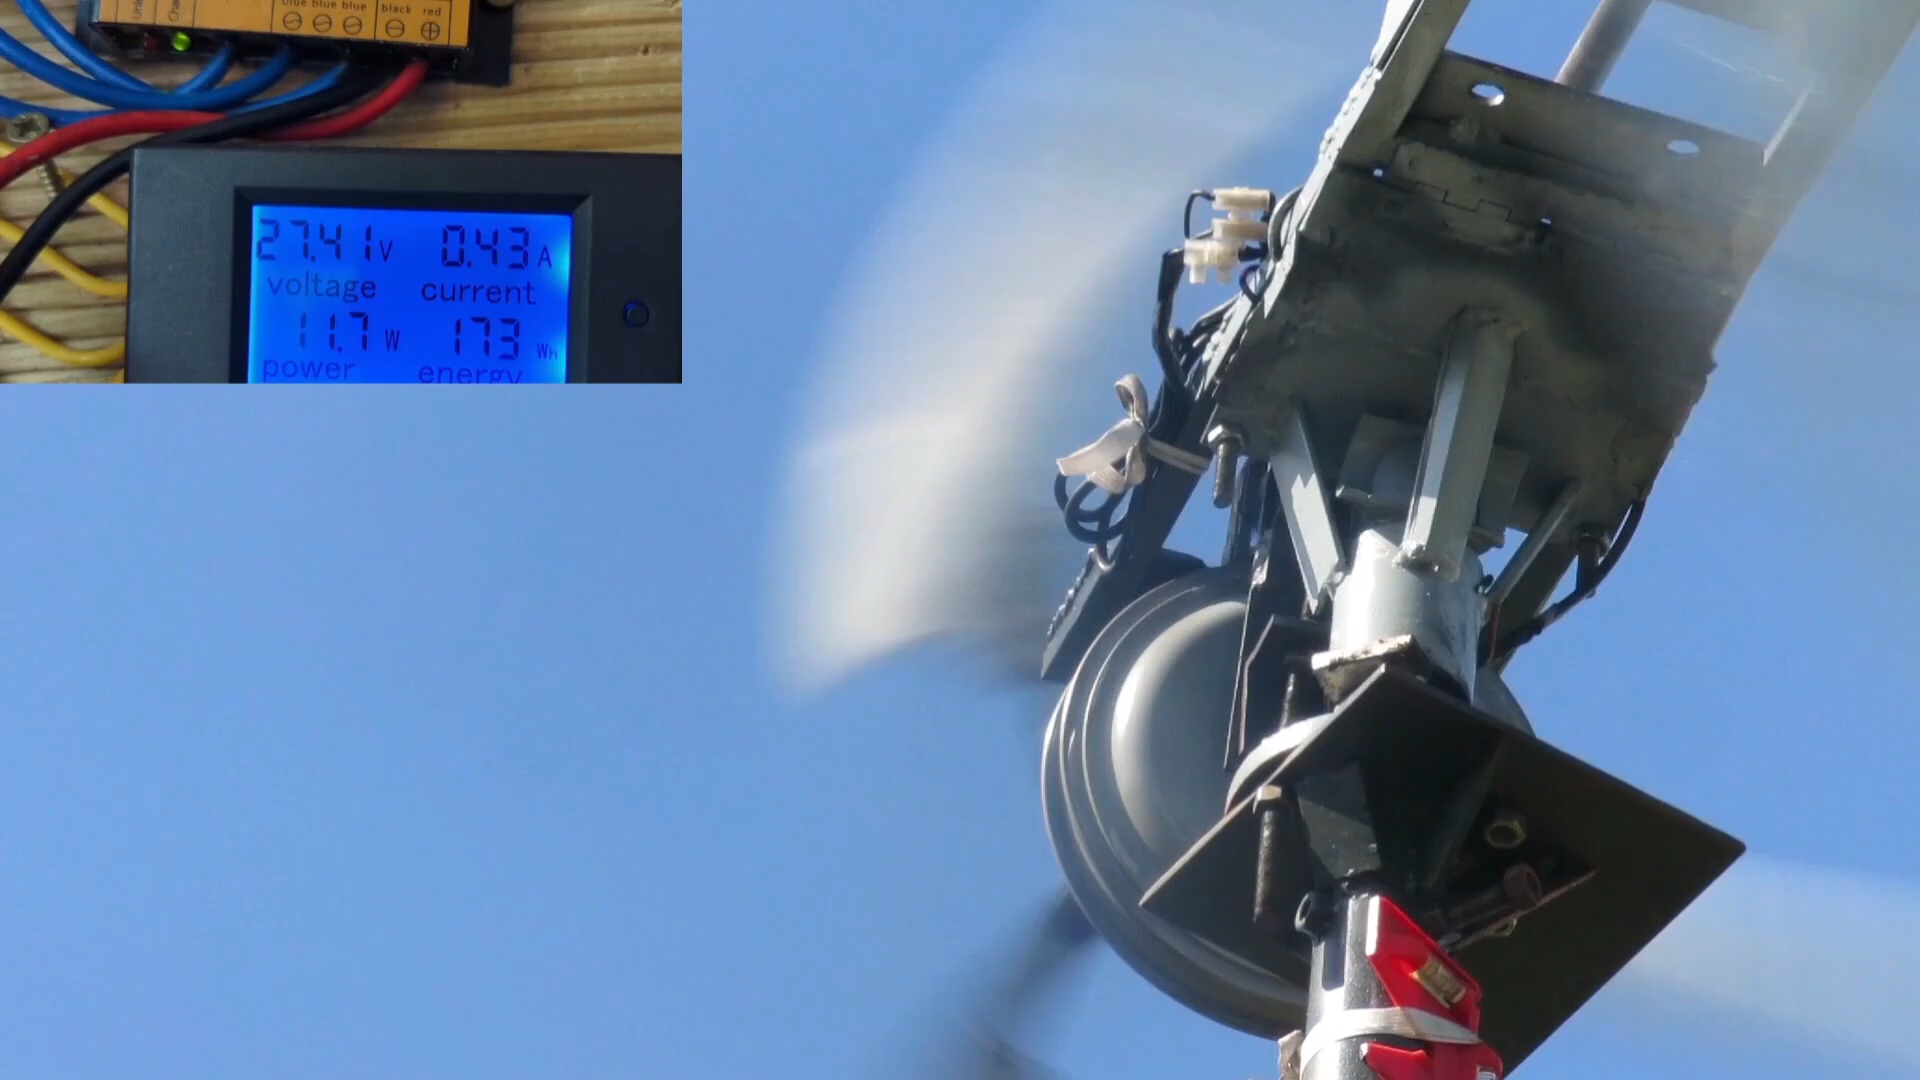 blue blue blue black red
27.41 V 0.43 A
voltage current
11.7 W 173 Wh
power energy